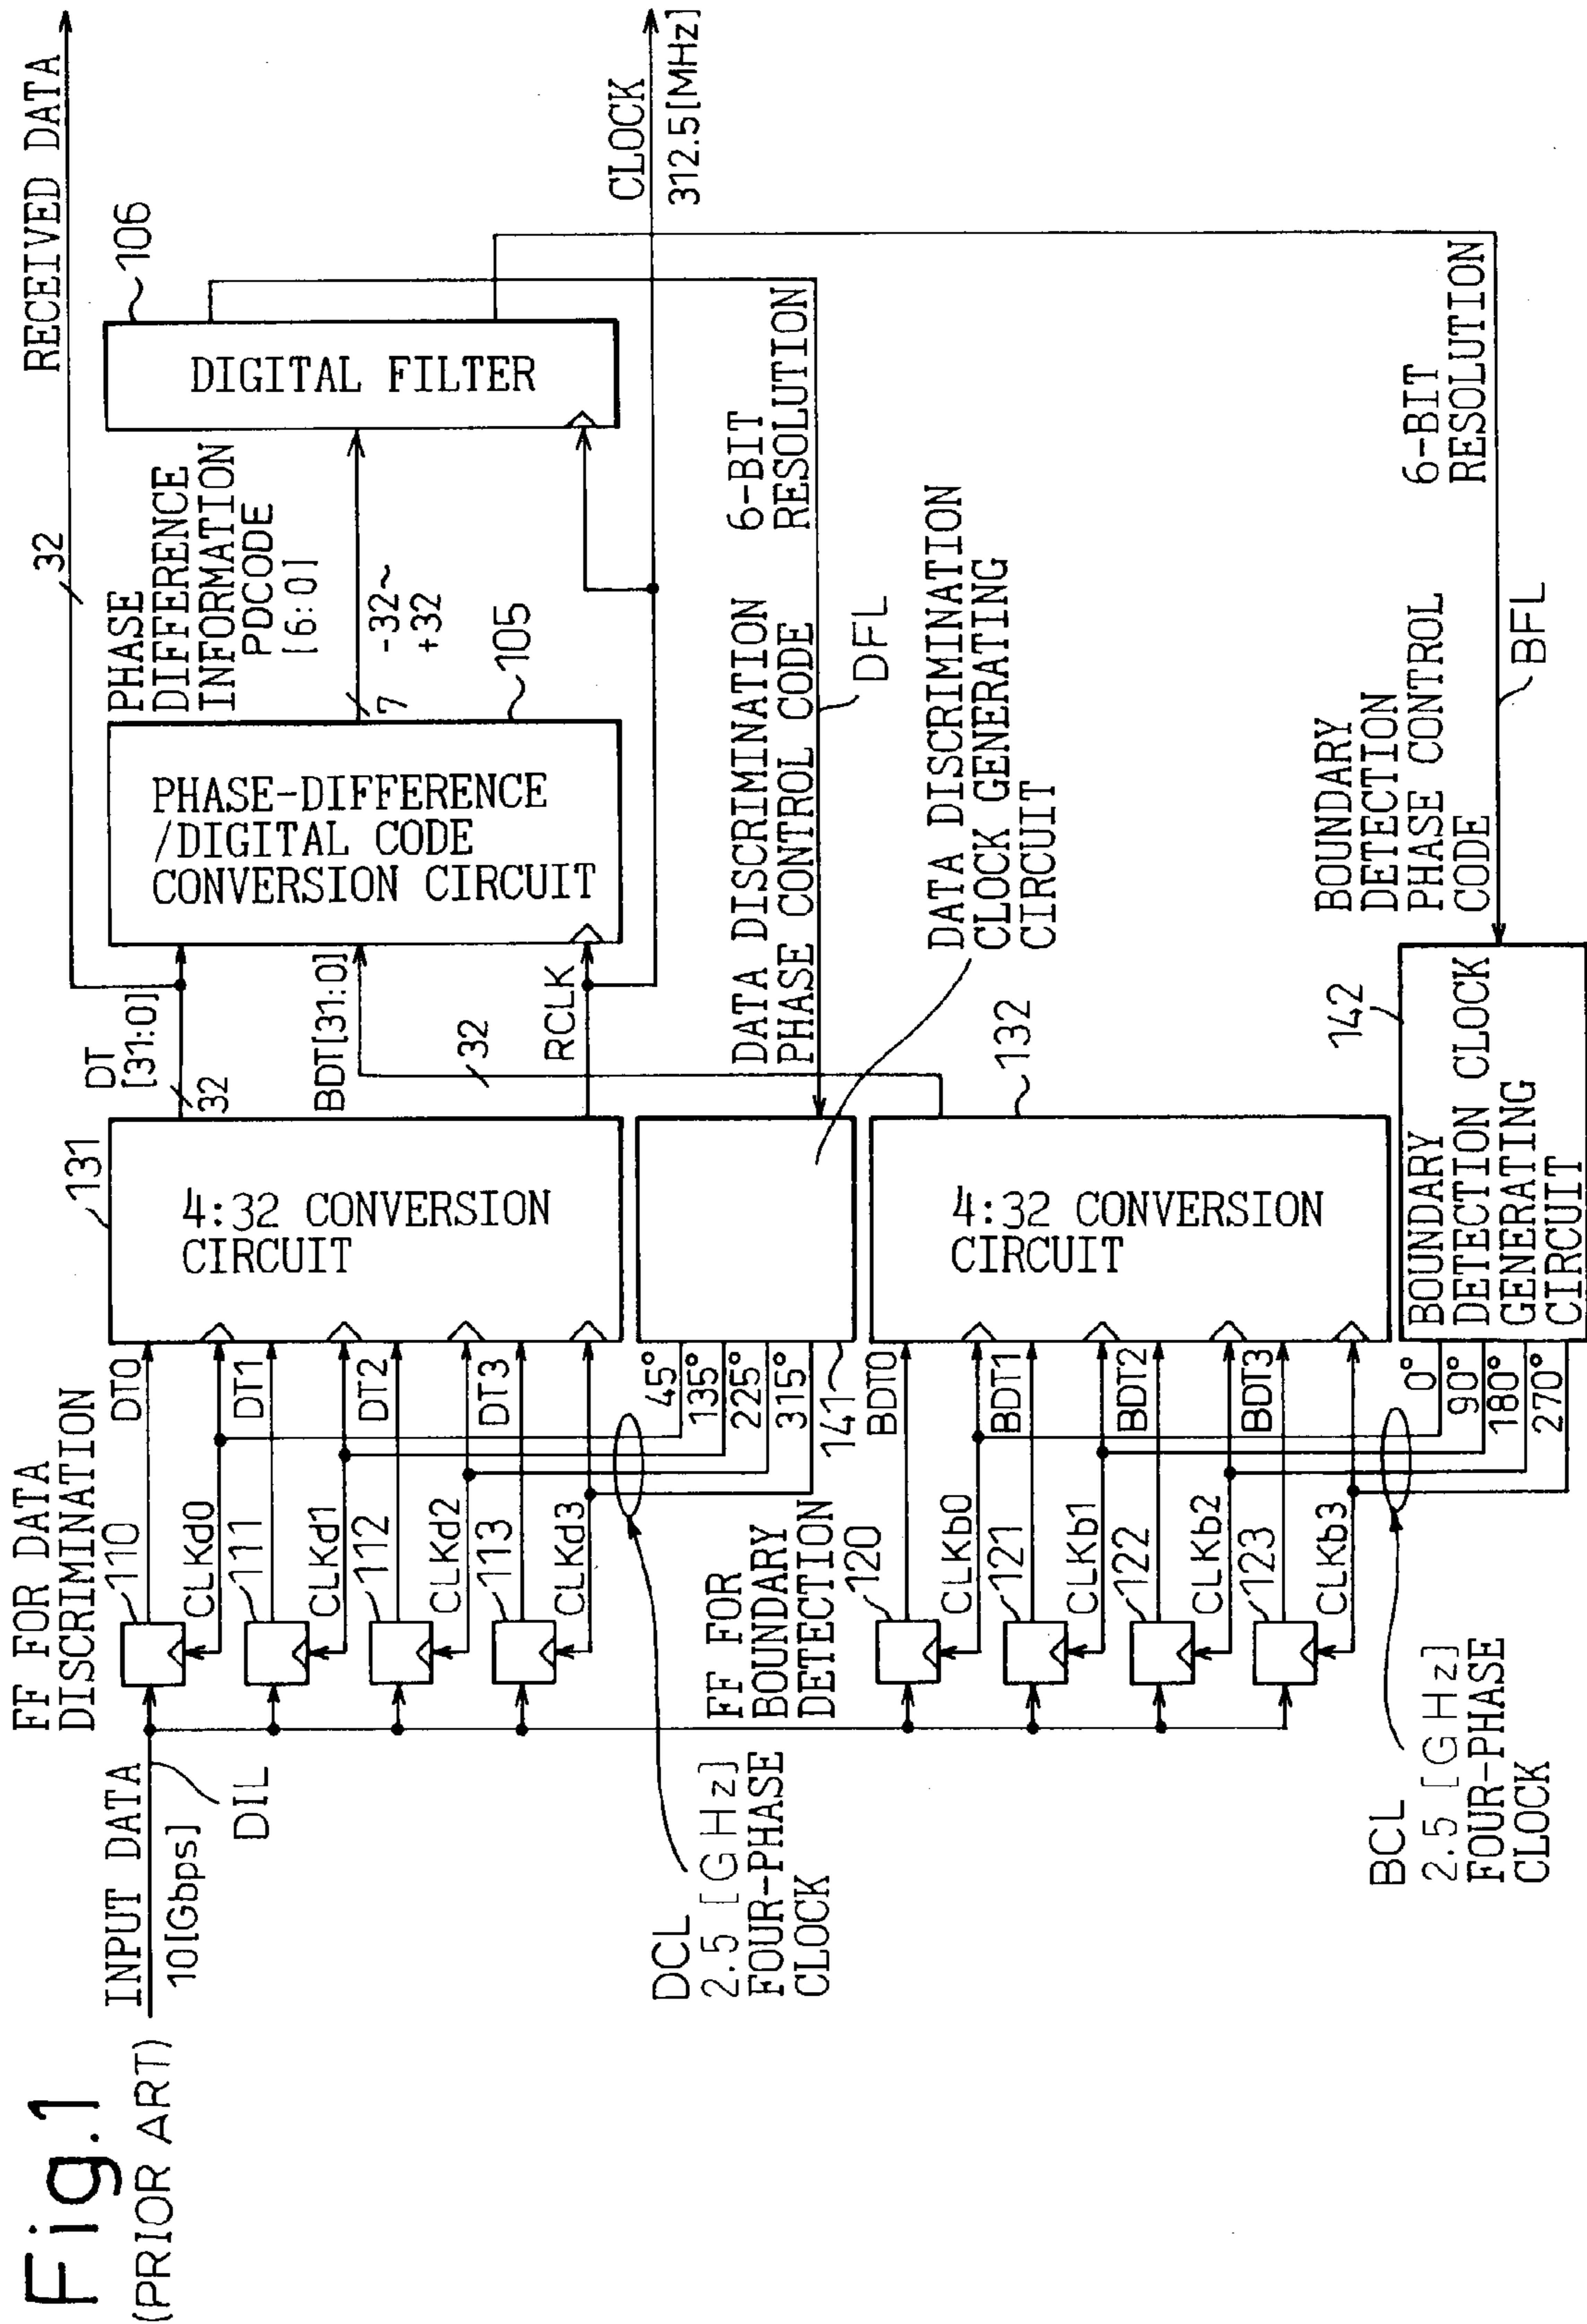 Fig.1
(PRIOR ART)
INPUT DATA
10[Gbps]
DIL
FF FOR DATA
DISCRIMINATION
110
CLKd0
111
CLKd1
112
CLKd2
113
CLKd3
DT0
DT1
DT2
DT3
131
4:32 CONVERSION
CIRCUIT
DT
[31:0]
32
BDT[31:0]
32
RCLK
32
RECEIVED DATA
PHASE-DIFFERENCE
/DIGITAL CODE
CONVERSION CIRCUIT
105
PHASE
DIFFERENCE
INFORMATION
PDCODE
[6:0]
7
-32~
+32
DIGITAL FILTER
106
CLOCK
312.5[MHz]
DCL
2.5 [GHz]
FOUR-PHASE
CLOCK
45°
135°
225°
315°
141
DATA DISCRIMINATION
PHASE CONTROL CODE
6-BIT
RESOLUTION
DFL
DATA DISCRIMINATION
CLOCK GENERATING
CIRCUIT
FF FOR
BOUNDARY
DETECTION
120
CLKb0
121
CLKb1
122
CLKb2
123
CLKb3
BDT0
BDT1
BDT2
BDT3
132
4:32 CONVERSION
CIRCUIT
BCL
2.5 [GHz]
FOUR-PHASE
CLOCK
0°
90°
180°
270°
142
BOUNDARY
DETECTION CLOCK
GENERATING
CIRCUIT
BOUNDARY
DETECTION
PHASE CONTROL
CODE
BFL
6-BIT
RESOLUTION